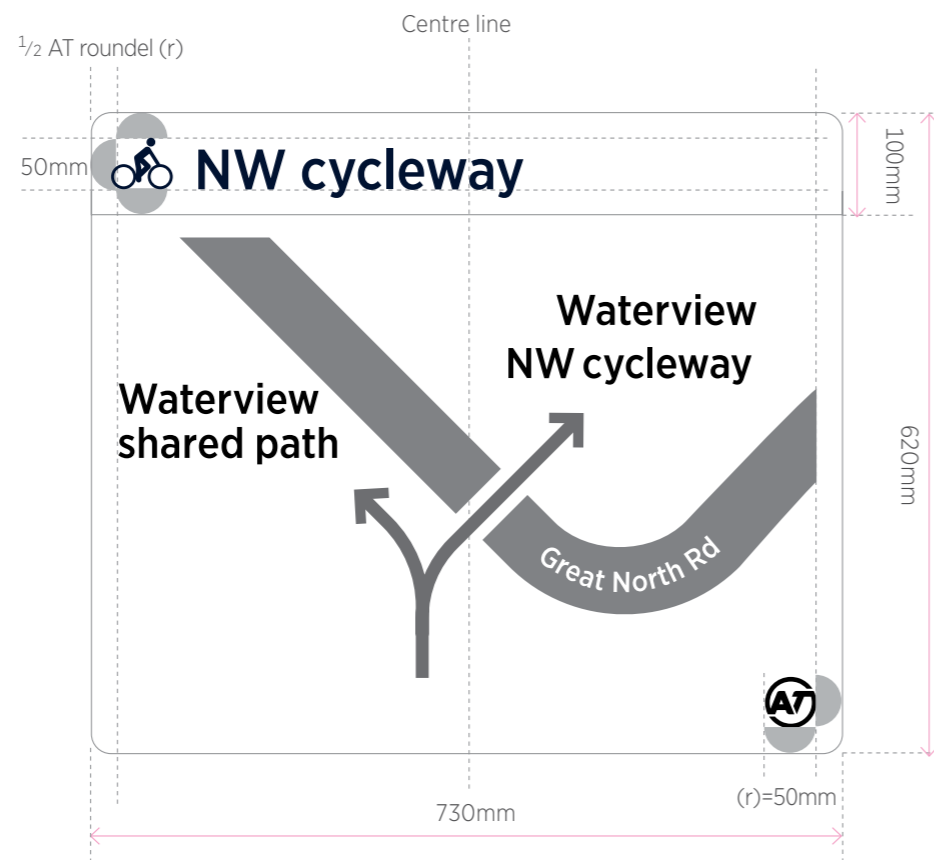 Centre line
1/2 AT roundel (r)
50mm
NW cycleway
100mm
Waterview
NW cycleway
Waterview
shared path
620mm
Great North Rd
AT
(r)=50mm
730mm